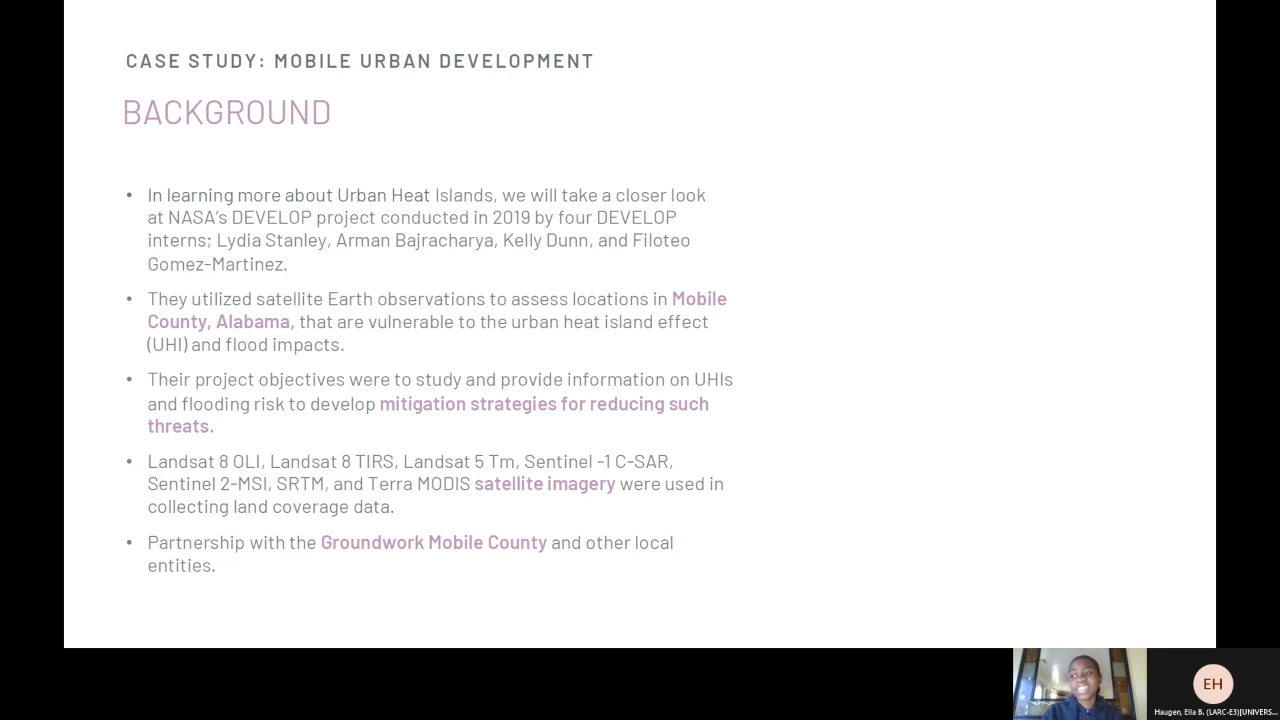 CASE STUDY: MOBILE URBAN DEVELOPMENT
BACKGROUND
• In learning more about Urban Heat Islands, we will take a closer look
at NASA's DEVELOP project conducted in 2019 by four DEVELOP
interns; Lydia Stanley, Arman Bajracharya, Kelly Dunn, and Filoteo
Gomez-Martinez.
• They utilized satellite Earth observations to assess locations in Mobile
County, Alabama, that are vulnerable to the urban heat island effect
(UHI) and flood impacts.
• Their project objectives were to study and provide information on UHIs
and flooding risk to develop mitigation strategies for reducing such
threats.
• Landsat 8 OLI, Landsat 8 TIRS, Landsat 5 Tm, Sentinel -1 C-SAR,
Sentinel 2-MSI, SRTM, and Terra MODIS satellite imagery were used in
collecting land coverage data.
• Partnership with the Groundwork Mobile County and other local
entities.
EH
Haugen, Ella B. (LARC-E3)[UNIVERS...